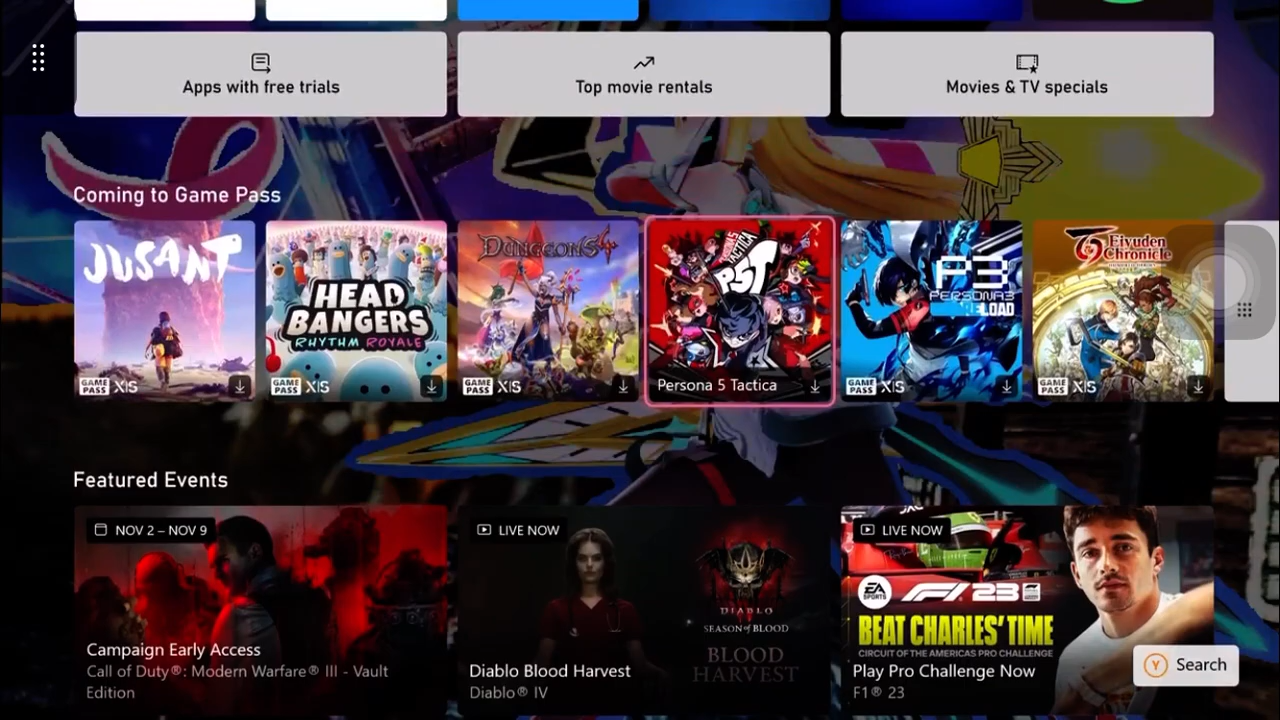 Apps with free trials
Top movie rentals
Movies & TV specials
Coming to Game Pass
JUSANT
GAME PASS X|S
HEAD BANGERS
RHYTHM ROYALE
GAME PASS X|S
DUNGEONS 4
GAME PASS X|S
P5T
Persona 5 Tactica
P3
PERSONA3
LOAD
GAME PASS X|S
Eiyuden
Chronicle
GAME PASS X|S
Featured Events
NOV 2 – NOV 9
Campaign Early Access
Call of Duty®: Modern Warfare® III - Vault
Edition
LIVE NOW
DIABLO
SEASON OF BLOOD
BLOOD
HARVEST
Diablo Blood Harvest
Diablo® IV
LIVE NOW
EA SPORTS F1 23
BEAT CHARLES' TIME
CIRCUIT OF THE AMERICAS PRO CHALLENGE
Play Pro Challenge Now
F1® 23
Y Search